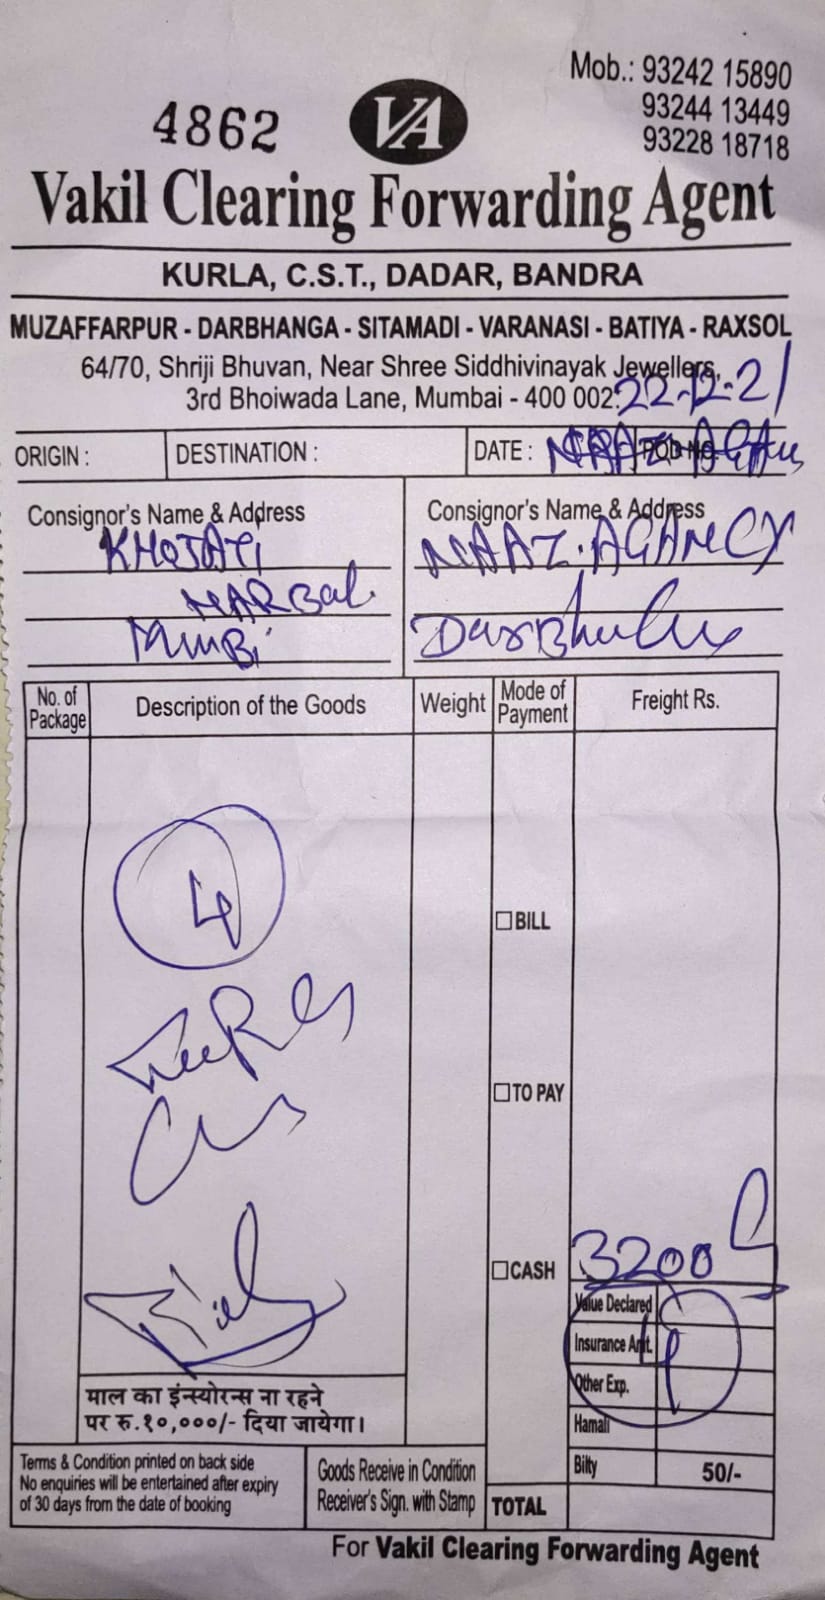 Mob.: 93242 15890
93244 13449
93228 18718
4862
VA
Vakil Clearing Forwarding Agent
KURLA, C.S.T., DADAR, BANDRA
MUZAFFARPUR - DARBHANGA - SITAMADI - VARANASI - BATIYA - RAXSOL
64/70, Shriji Bhuvan, Near Shree Siddhivinayak Jewellers,
3rd Bhoiwada Lane, Mumbai - 400 002.
22-12-21
ORIGIN : DESTINATION : DATE : POD No.
Consignor's Name & Address
KHOJATI
MARBAL
Consignor's Name & Address
NAAZ. AGANCY
No. of Package Description of the Goods Weight Mode of Payment Freight Rs.
4
BILL
TO PAY
CASH 3200
Value Declared
Insurance Amt.
4
Other Exp.
Hamali
Bilty 50/-
TOTAL
माल का इंन्स्योरन्स ना रहने
पर रु.१०,०००/- दिया जायेगा।
Terms & Condition printed on back side
No enquiries will be entertained after expiry
of 30 days from the date of booking
Goods Receive in Condition
Receiver's Sign. with Stamp
For Vakil Clearing Forwarding Agent